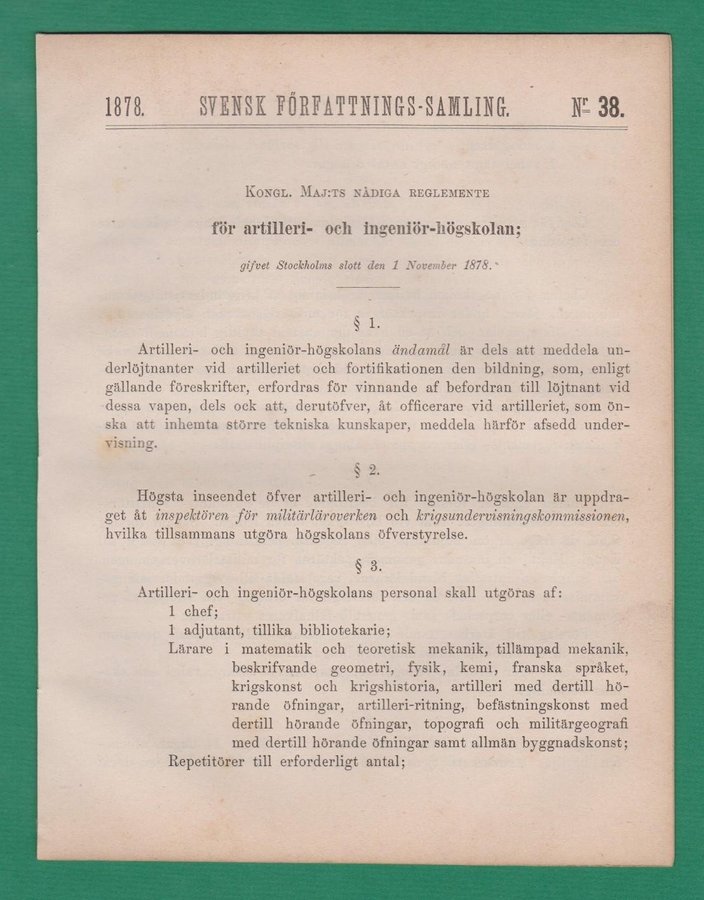 1878. SVENSK FÖRFATTNINGS-SAMLING. Nr 38.
KONGL. MAJ:TS NÅDIGA REGLEMENTE
för artilleri- och ingeniör-högskolan;
gifvet Stockholms slott den 1 November 1878.
§ 1.
Artilleri- och ingeniör-högskolans ändamål är dels att meddela un-
derlöjtnanter vid artilleriet och fortifikationen den bildning, som, enligt
gällande föreskrifter, erfordras för vinnande af befordran till löjtnant vid
dessa vapen, dels ock att, derutöfver, åt officerare vid artilleriet, som ön-
ska att inhemta större tekniska kunskaper, meddela härför afsedd under-
visning.
§ 2.
Högsta inseendet öfver artilleri- och ingeniör-högskolan är uppdra-
get åt inspektören för militärläroverken och krigsundervisningskommissionen,
hvilka tillsammans utgöra högskolans öfverstyrelse.
§ 3.
Artilleri- och ingeniör-högskolans personal skall utgöras af:
1 chef;
1 adjutant, tillika bibliotekarie;
Lärare i matematik och teoretisk mekanik, tillämpad mekanik,
beskrifvande geometri, fysik, kemi, franska språket,
krigskonst och krigshistoria, artilleri med dertill hö-
rande öfningar, artilleri-ritning, befästningskonst med
dertill hörande öfningar, topografi och militärgeografi
med dertill hörande öfningar samt allmän byggnadskonst;
Repetitörer till erforderligt antal;